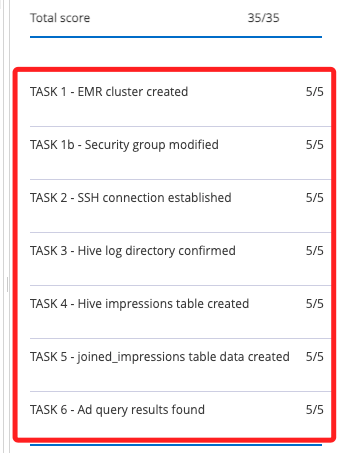 Total score 35/35
TASK 1 - EMR cluster created 5/5
TASK 1b - Security group modified 5/5
TASK 2 - SSH connection established 5/5
TASK 3 - Hive log directory confirmed 5/5
TASK 4 - Hive impressions table created 5/5
TASK 5 - joined_impressions table data created 5/5
TASK 6 - Ad query results found 5/5